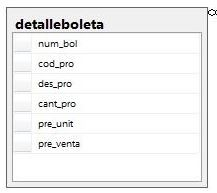 detalleboleta
num_bol
cod_pro
des_pro
cant_pro
pre_unit
pre_venta